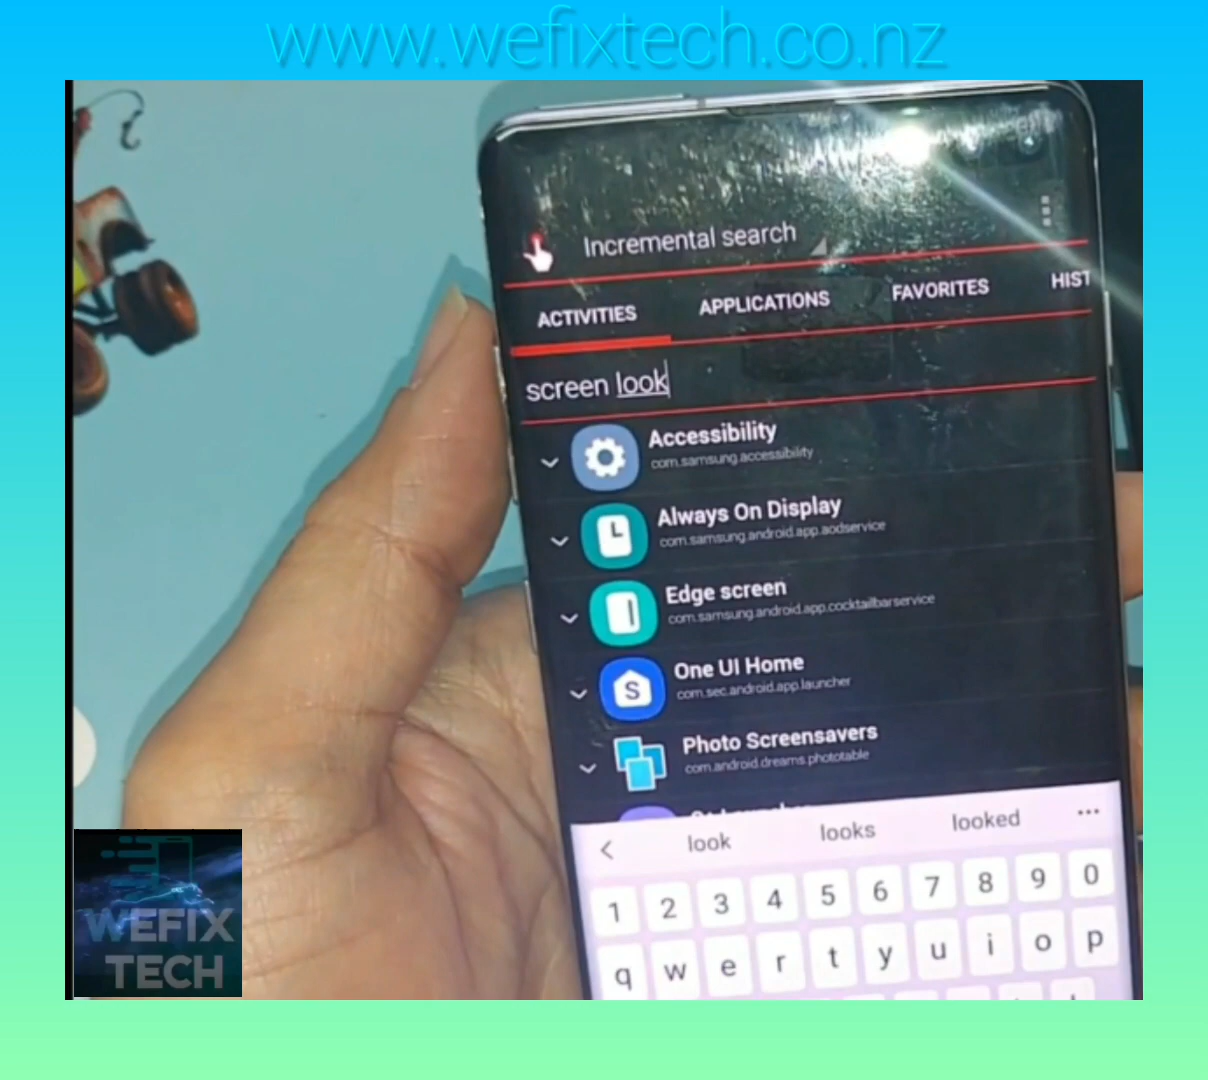 www.wefixtech.co.nz
Incremental search
ACTIVITIES APPLICATIONS FAVORITES HIST
screen look
Accessibility
com.samsung.accessibility
Always On Display
com.samsung.android.app.aodservice
Edge screen
com.samsung.android.app.cocktailbarservice
One UI Home
com.sec.android.app.launcher
Photo Screensavers
com.android.dreams.phototable
look looks looked
1 2 3 4 5 6 7 8 9 0
q w e r t y u i o p
WEFIX
TECH